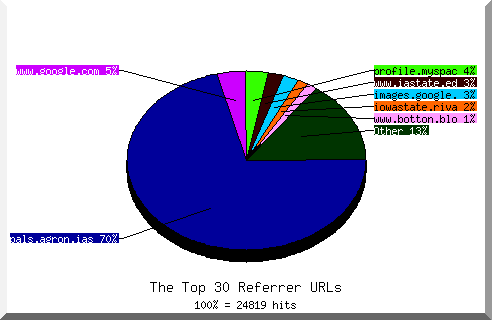 www.google.com 5%
profile.myspac 4%
www.iastate.ed 3%
images.google. 3%
iowastate.riva 2%
www.botton.blo 1%
Other 13%
pals.agron.ias 70%
The Top 30 Referrer URLs
100% = 24819 hits